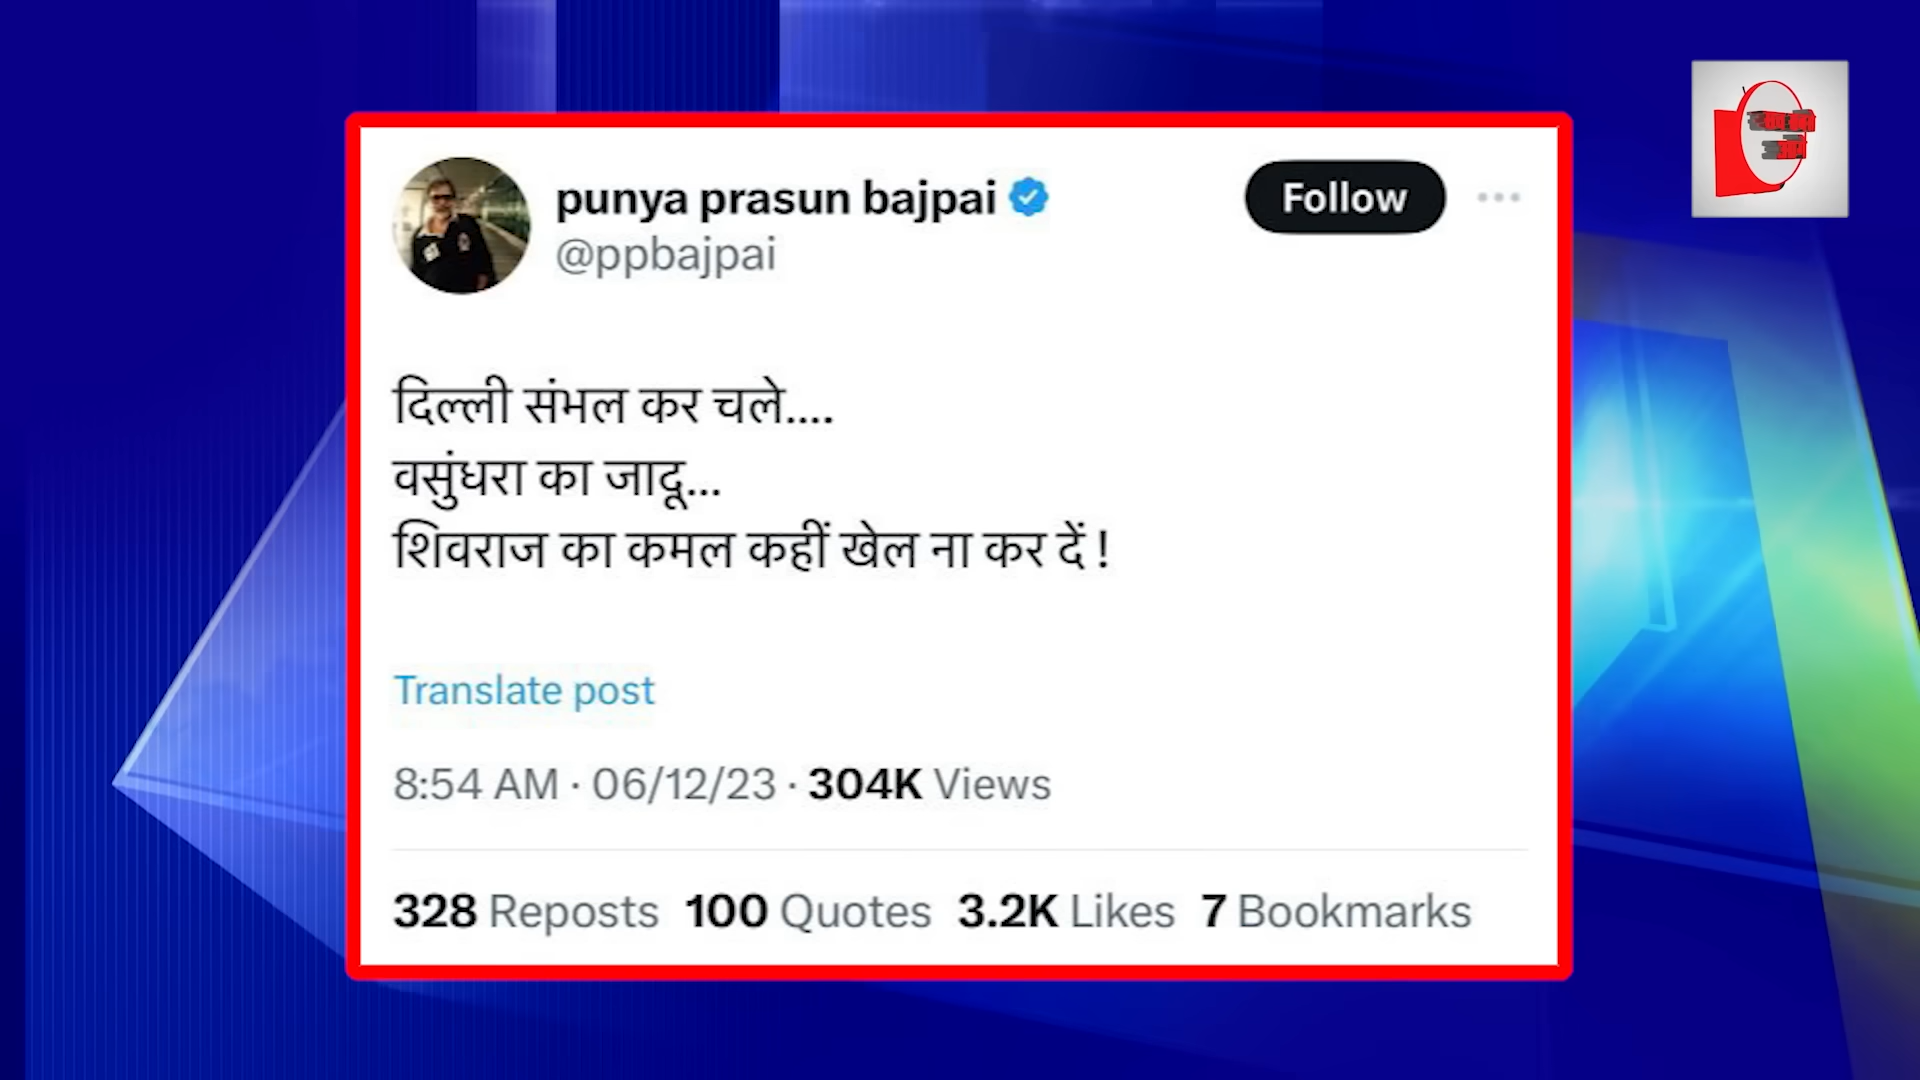 punya prasun bajpai
Follow
@ppbajpai
दिल्ली संभल कर चले....
वसुंधरा का जादू...
शिवराज का कमल कहीं खेल ना कर दें !
Translate post
8:54 AM · 06/12/23 · 304K Views
328 Reposts 100 Quotes 3.2K Likes 7 Bookmarks